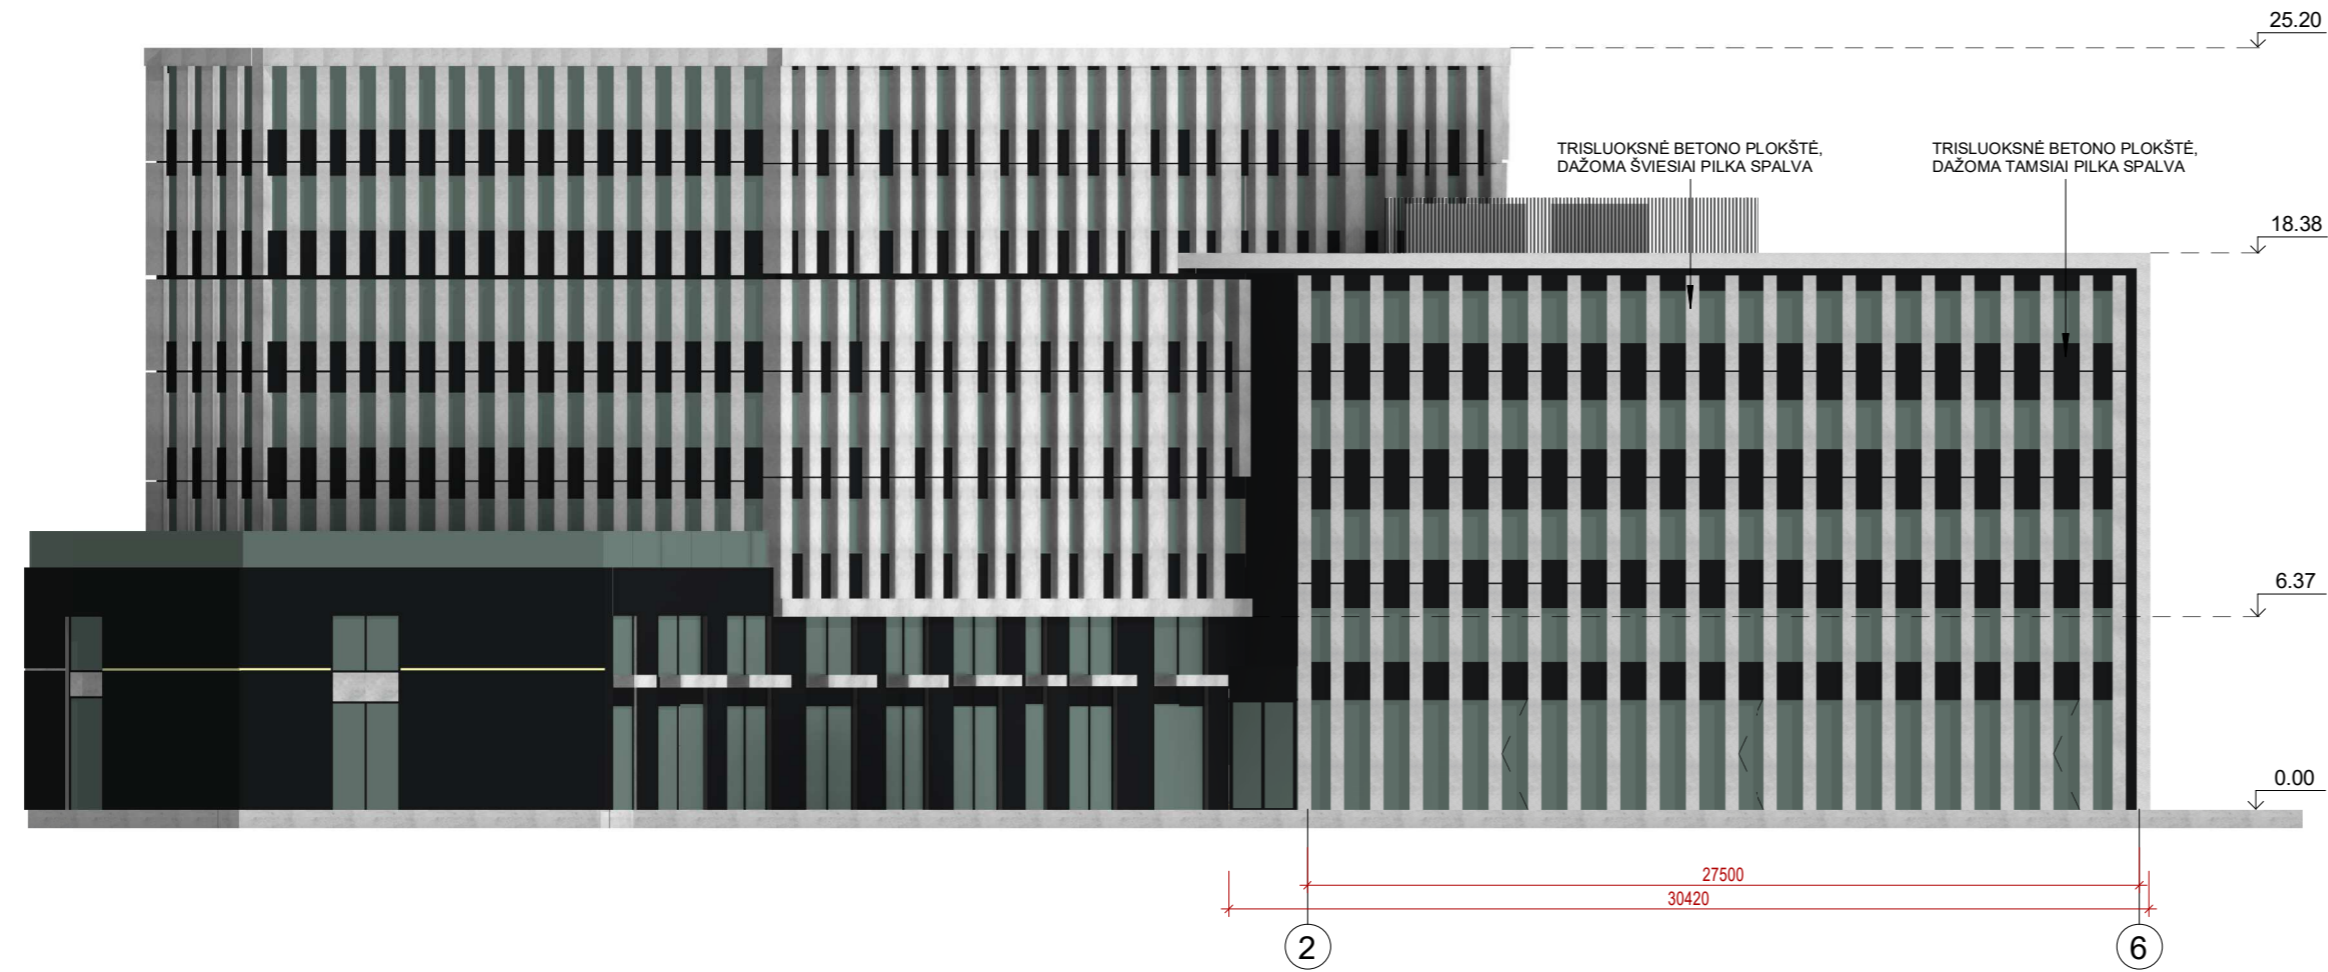 25.20
TRISLUOKSNĖ BETONO PLOKŠTĖ,
DAŽOMA ŠVIESIAI PILKA SPALVA
TRISLUOKSNĖ BETONO PLOKŠTĖ,
DAŽOMA TAMSIAI PILKA SPALVA
18.38
6.37
0.00
27500
30420
2
6